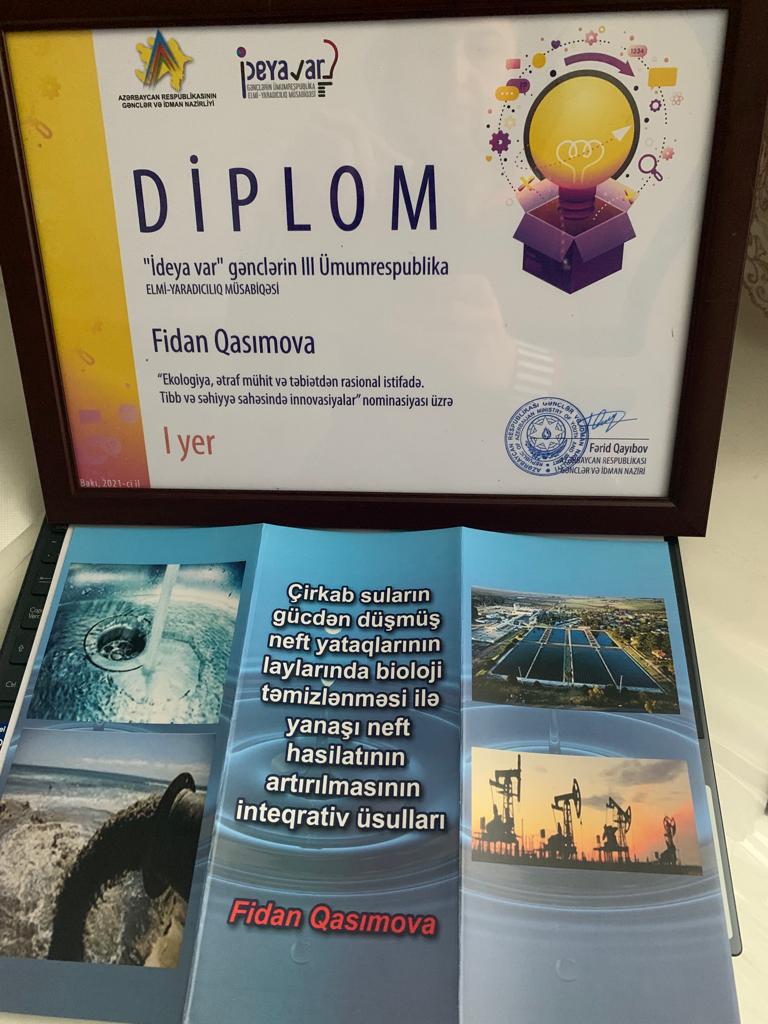 AZƏRBAYCAN RESPUBLİKASININ
GƏNCLƏR VƏ İDMAN NAZİRLİYİ
İDEYA VAR
GƏNCLƏRİN ÜMUMRESPUBLİKA
ELMİ-YARADICILIQ MÜSABİQƏSİ
1234
DİPLOM
"İdeya var" gənclərin III Ümumrespublika
ELMİ-YARADICILIQ MÜSABİQƏSİ
Fidan Qasımova
"Ekologiya, ətraf mühit və təbiətdən rasional istifadə.
Tibb və səhiyyə sahəsində innovasiyalar" nominasiyası üzrə
I yer
Fərid Qayıbov
AZƏRBAYCAN RESPUBLİKASI
GƏNCLƏR VƏ İDMAN NAZİRİ
Bakı, 2021-ci il
Çirkab suların
gücdən düşmüş
neft yataqlarının
laylarında bioloji
təmizlənməsi ilə
yanaşı neft
hasilatının
artırılmasının
inteqrativ üsulları
Fidan Qasımova